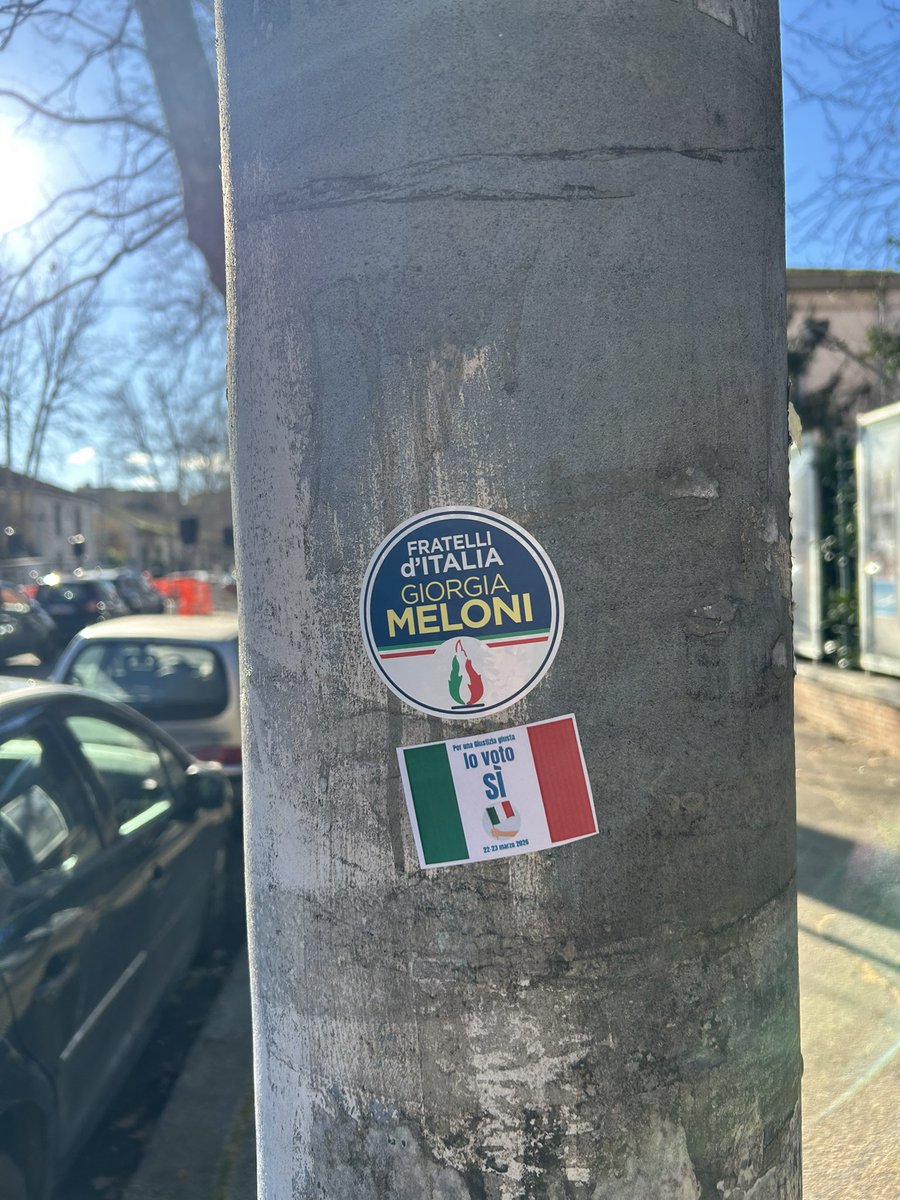 FRATELLI
d'ITALIA
GIORGIA
MELONI
Per una Giustizia giusta
Io voto
SÌ
22-23 marzo 2026